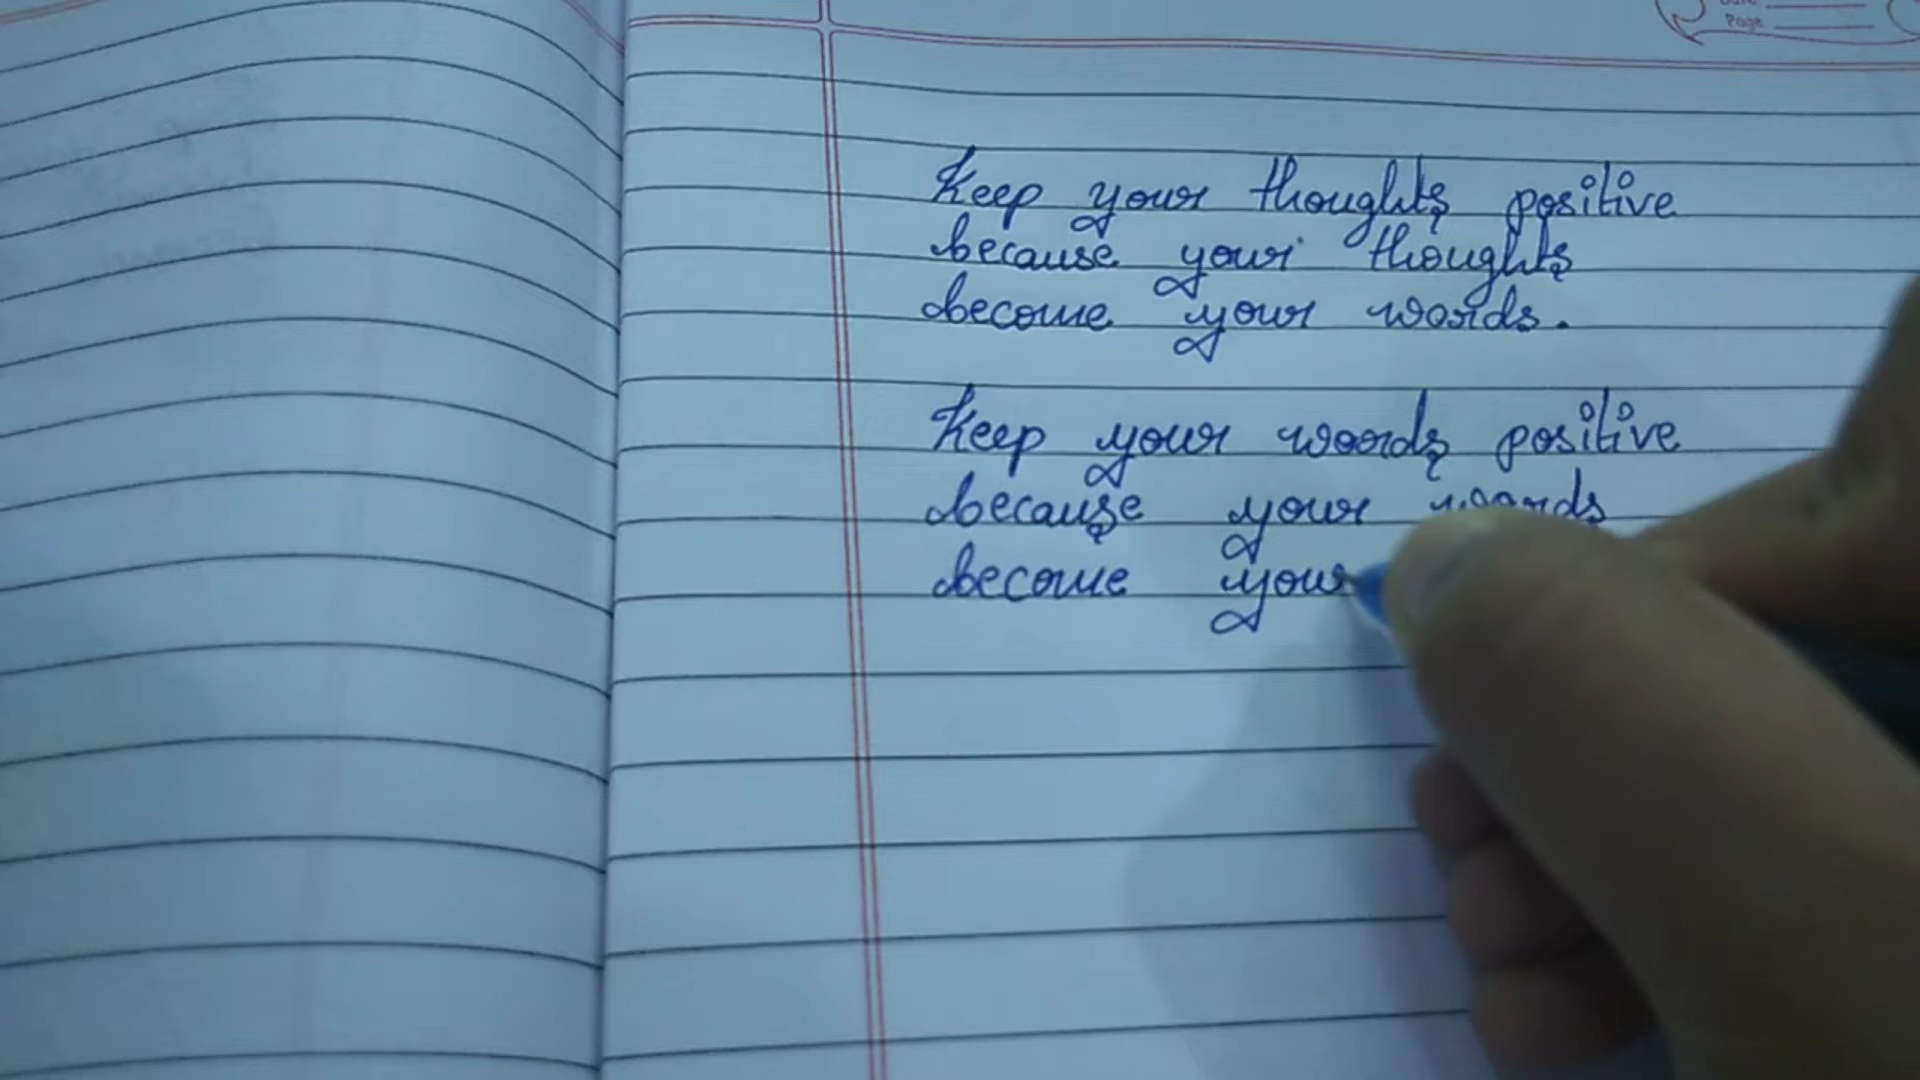 Page
Keep your thoughts positive
because your thoughts
become your words.
Keep your words positive
because your words
become your